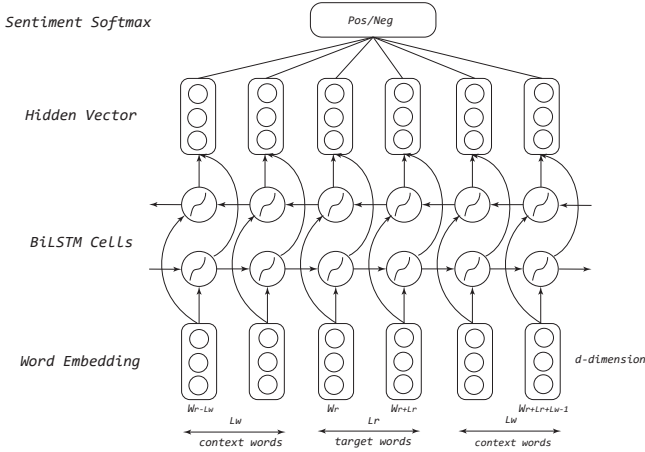 Sentiment Softmax
Pos/Neg
Hidden Vector
BiLSTM Cells
Word Embedding
d-dimension
Wr-Lw Wr Wr+Lr Wr+Lr+Lw-1
Lw Lr Lw
context words target words context words